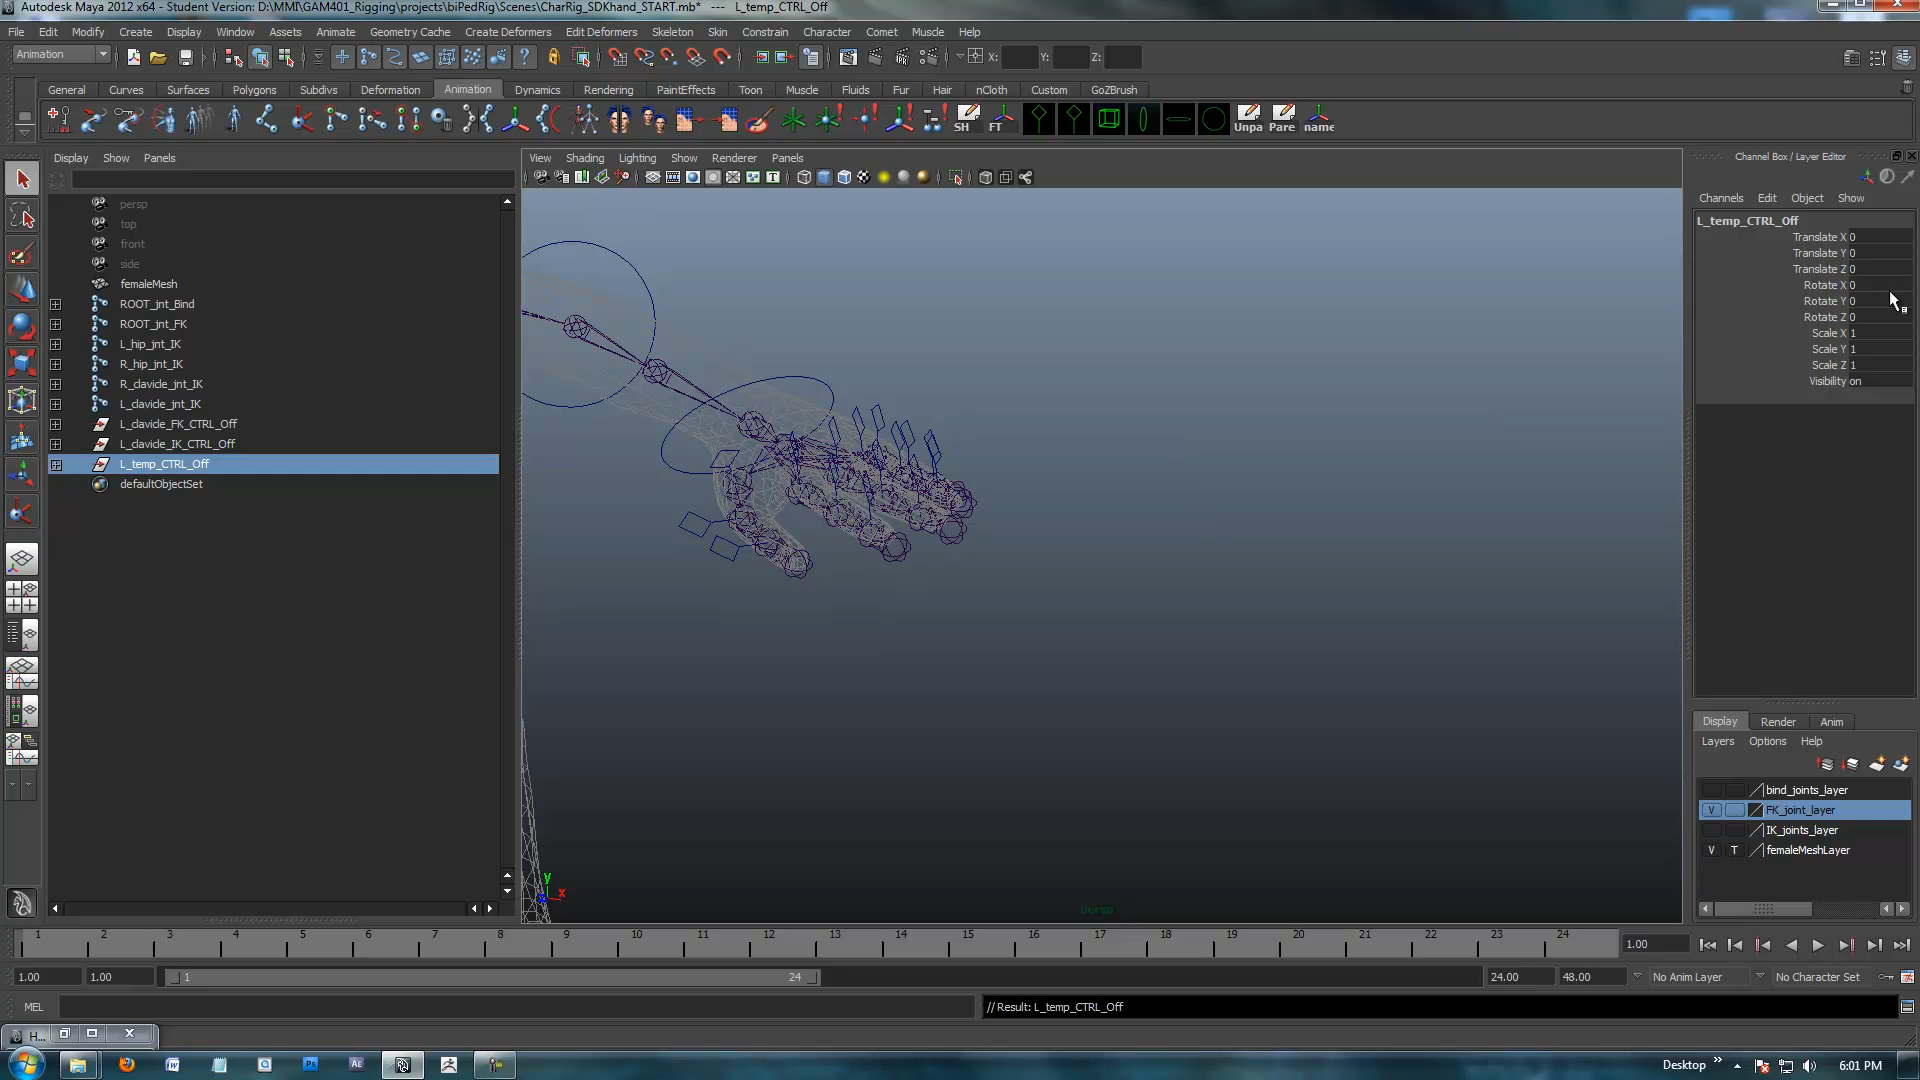 Autodesk Maya 2012 x64 - Student Version: D:\MMI\GAM401_Rigging\projects\biPedRig\Scenes\CharRig_SDKhand_START.mb* --- L_temp_CTRL_Off
File Edit Modify Create Display Window Assets Animate Geometry Cache Create Deformers Edit Deformers Skeleton Skin Constrain Character Comet Muscle Help
Animation X: Y: Z:
General Curves Surfaces Polygons Subdivs Deformation Animation Dynamics Rendering PaintEffects Toon Muscle Fluids Fur Hair nCloth Custom GoZBrush
SH FT Unpa Pare name
Display Show Panels
View Shading Lighting Show Renderer Panels
Channel Box / Layer Editor
Channels Edit Object Show
persp
top
front
side
femaleMesh
ROOT_jnt_Bind
ROOT_jnt_FK
L_hip_jnt_IK
R_hip_jnt_IK
R_clavicle_jnt_IK
L_clavicle_jnt_IK
L_clavicle_FK_CTRL_Off
L_clavicle_IK_CTRL_Off
L_temp_CTRL_Off
defaultObjectSet
y
x
persp
L_temp_CTRL_Off
Translate X 0
Translate Y 0
Translate Z 0
Rotate X 0
Rotate Y 0
Rotate Z 0
Scale X 1
Scale Y 1
Scale Z 1
Visibility on
Display Render Anim
Layers Options Help
bind_joints_layer
V FK_joint_layer
IK_joints_layer
V T femaleMeshLayer
1 2 3 4 5 6 7 8 9 10 11 12 13 14 15 16 17 18 19 20 21 22 23 24 1.00
1.00 1.00 1 24 24.00 48.00 No Anim Layer No Character Set
MEL // Result: L_temp_CTRL_Off
H...
Ps AE Desktop 6:01 PM